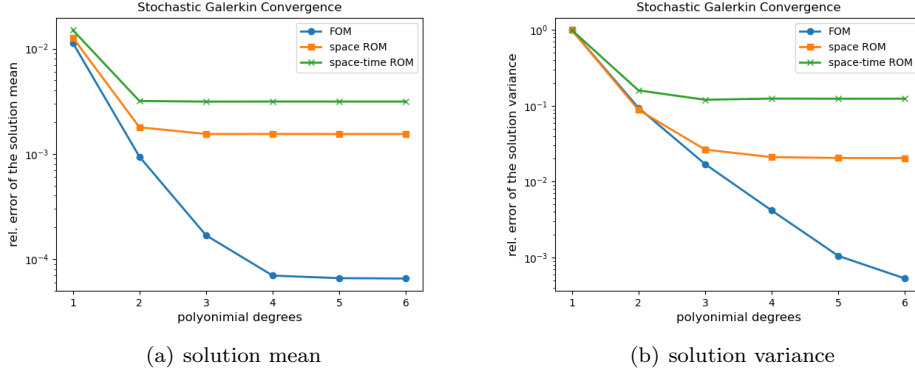 Stochastic Galerkin Convergence
FOM
space ROM
space-time ROM
rel. error of the solution mean
10⁻²
10⁻³
10⁻⁴
1 2 3 4 5 6
polyonimial degrees
(a) solution mean
Stochastic Galerkin Convergence
FOM
space ROM
space-time ROM
rel. error of the solution variance
10⁰
10⁻¹
10⁻²
10⁻³
1 2 3 4 5 6
polyonimial degrees
(b) solution variance